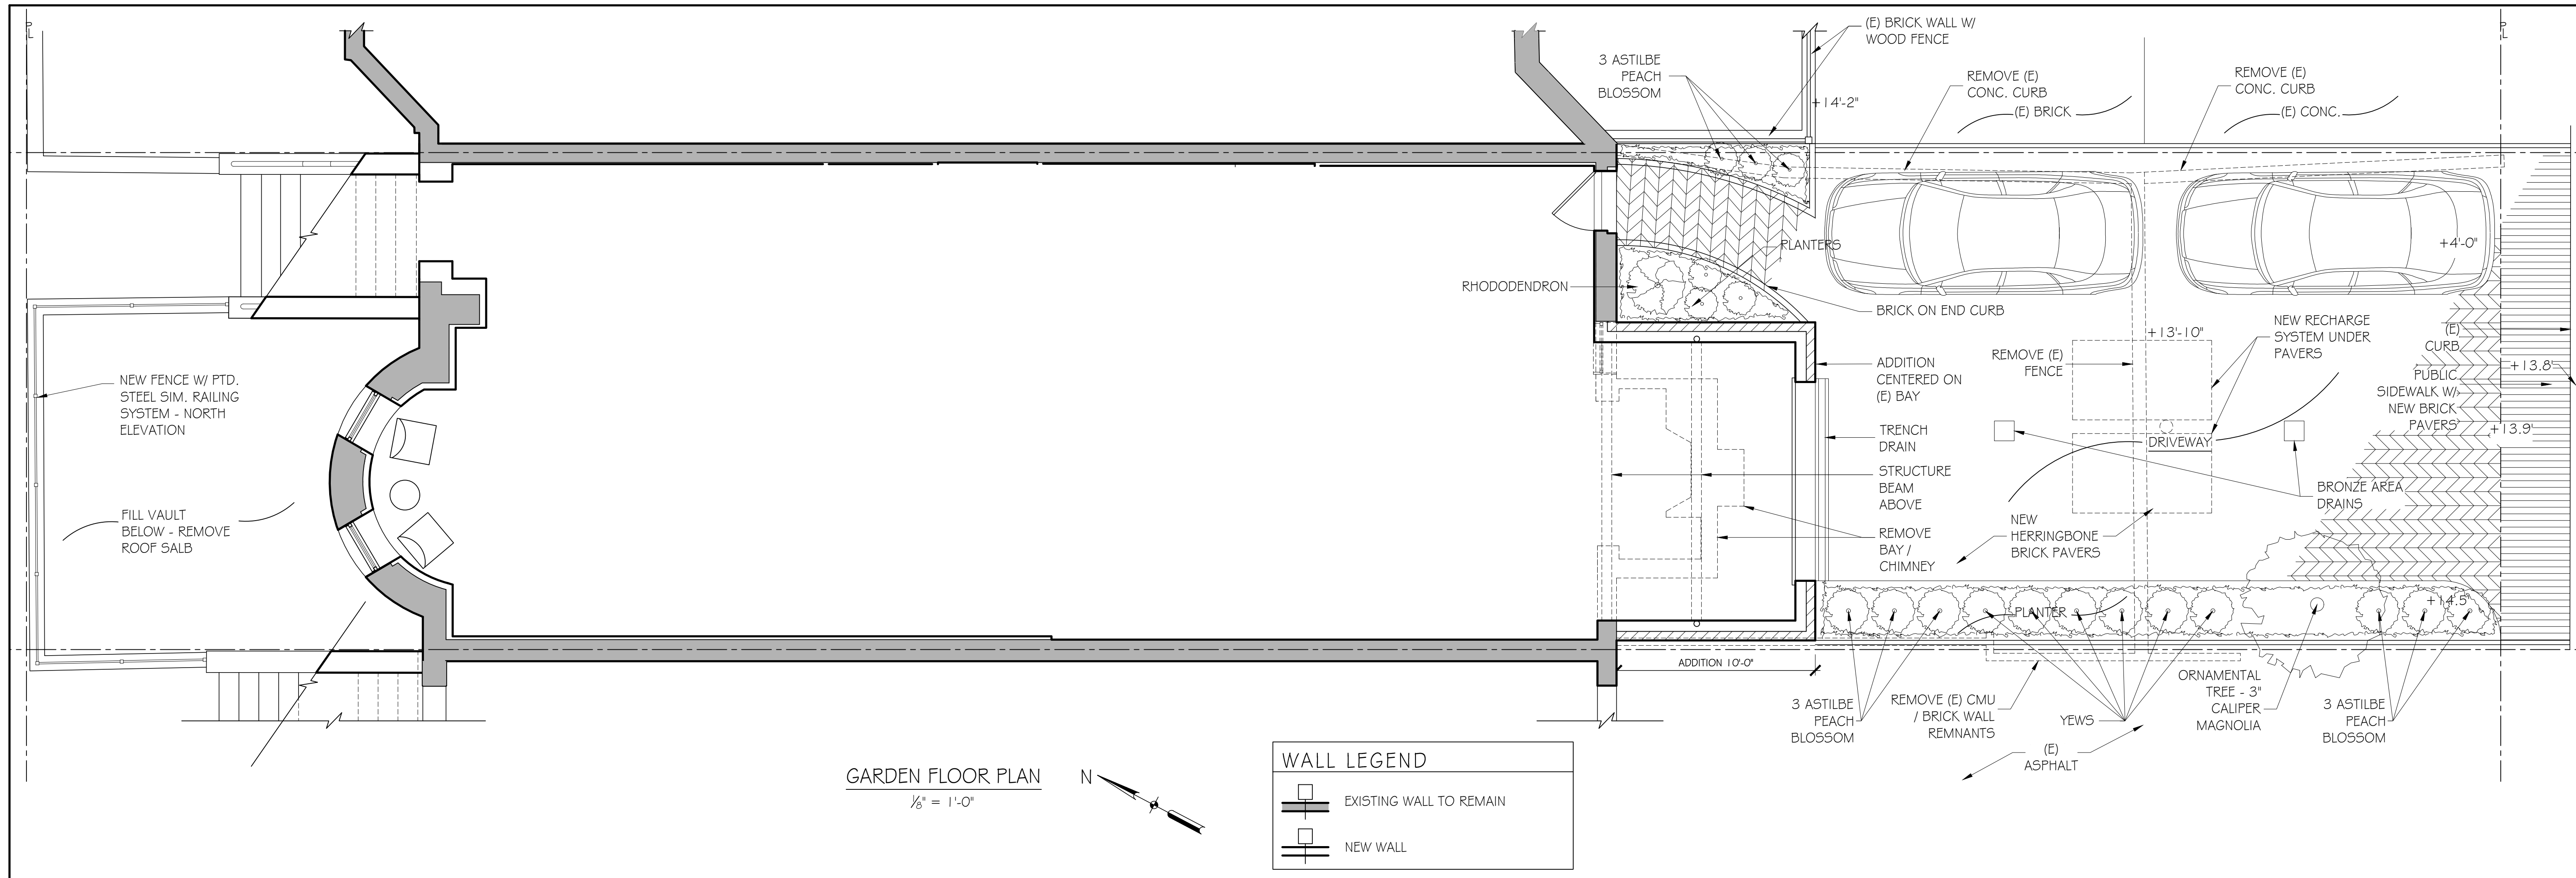 P
L
P
L
(E) BRICK WALL W/
WOOD FENCE
3 ASTILBE
PEACH
BLOSSOM
+14'-2"
REMOVE (E)
CONC. CURB
(E) BRICK
REMOVE (E)
CONC. CURB
(E) CONC.
PLANTERS
+4'-0"
RHODODENDRON
BRICK ON END CURB
NEW FENCE W/ PTD.
STEEL SIM. RAILING
SYSTEM - NORTH
ELEVATION
FILL VAULT
BELOW - REMOVE
ROOF SALB
ADDITION
CENTERED ON
(E) BAY
TRENCH
DRAIN
STRUCTURE
BEAM
ABOVE
REMOVE
BAY /
CHIMNEY
REMOVE (E)
FENCE
+13'-10"
NEW RECHARGE
SYSTEM UNDER
PAVERS
(E)
CURB
PUBLIC
SIDEWALK W/
NEW BRICK
PAVERS
+13.8'
+13.9'
DRIVEWAY
BRONZE AREA
DRAINS
NEW
HERRINGBONE
BRICK PAVERS
PLANTER
+14.5'
ADDITION 10'-0"
3 ASTILBE
PEACH
BLOSSOM
REMOVE (E) CMU
/ BRICK WALL
REMNANTS
YEWS
(E)
ASPHALT
ORNAMENTAL
TREE - 3"
CALIPER
MAGNOLIA
3 ASTILBE
PEACH
BLOSSOM
GARDEN FLOOR PLAN
1/8" = 1'-0"
N
WALL LEGEND
EXISTING WALL TO REMAIN
NEW WALL